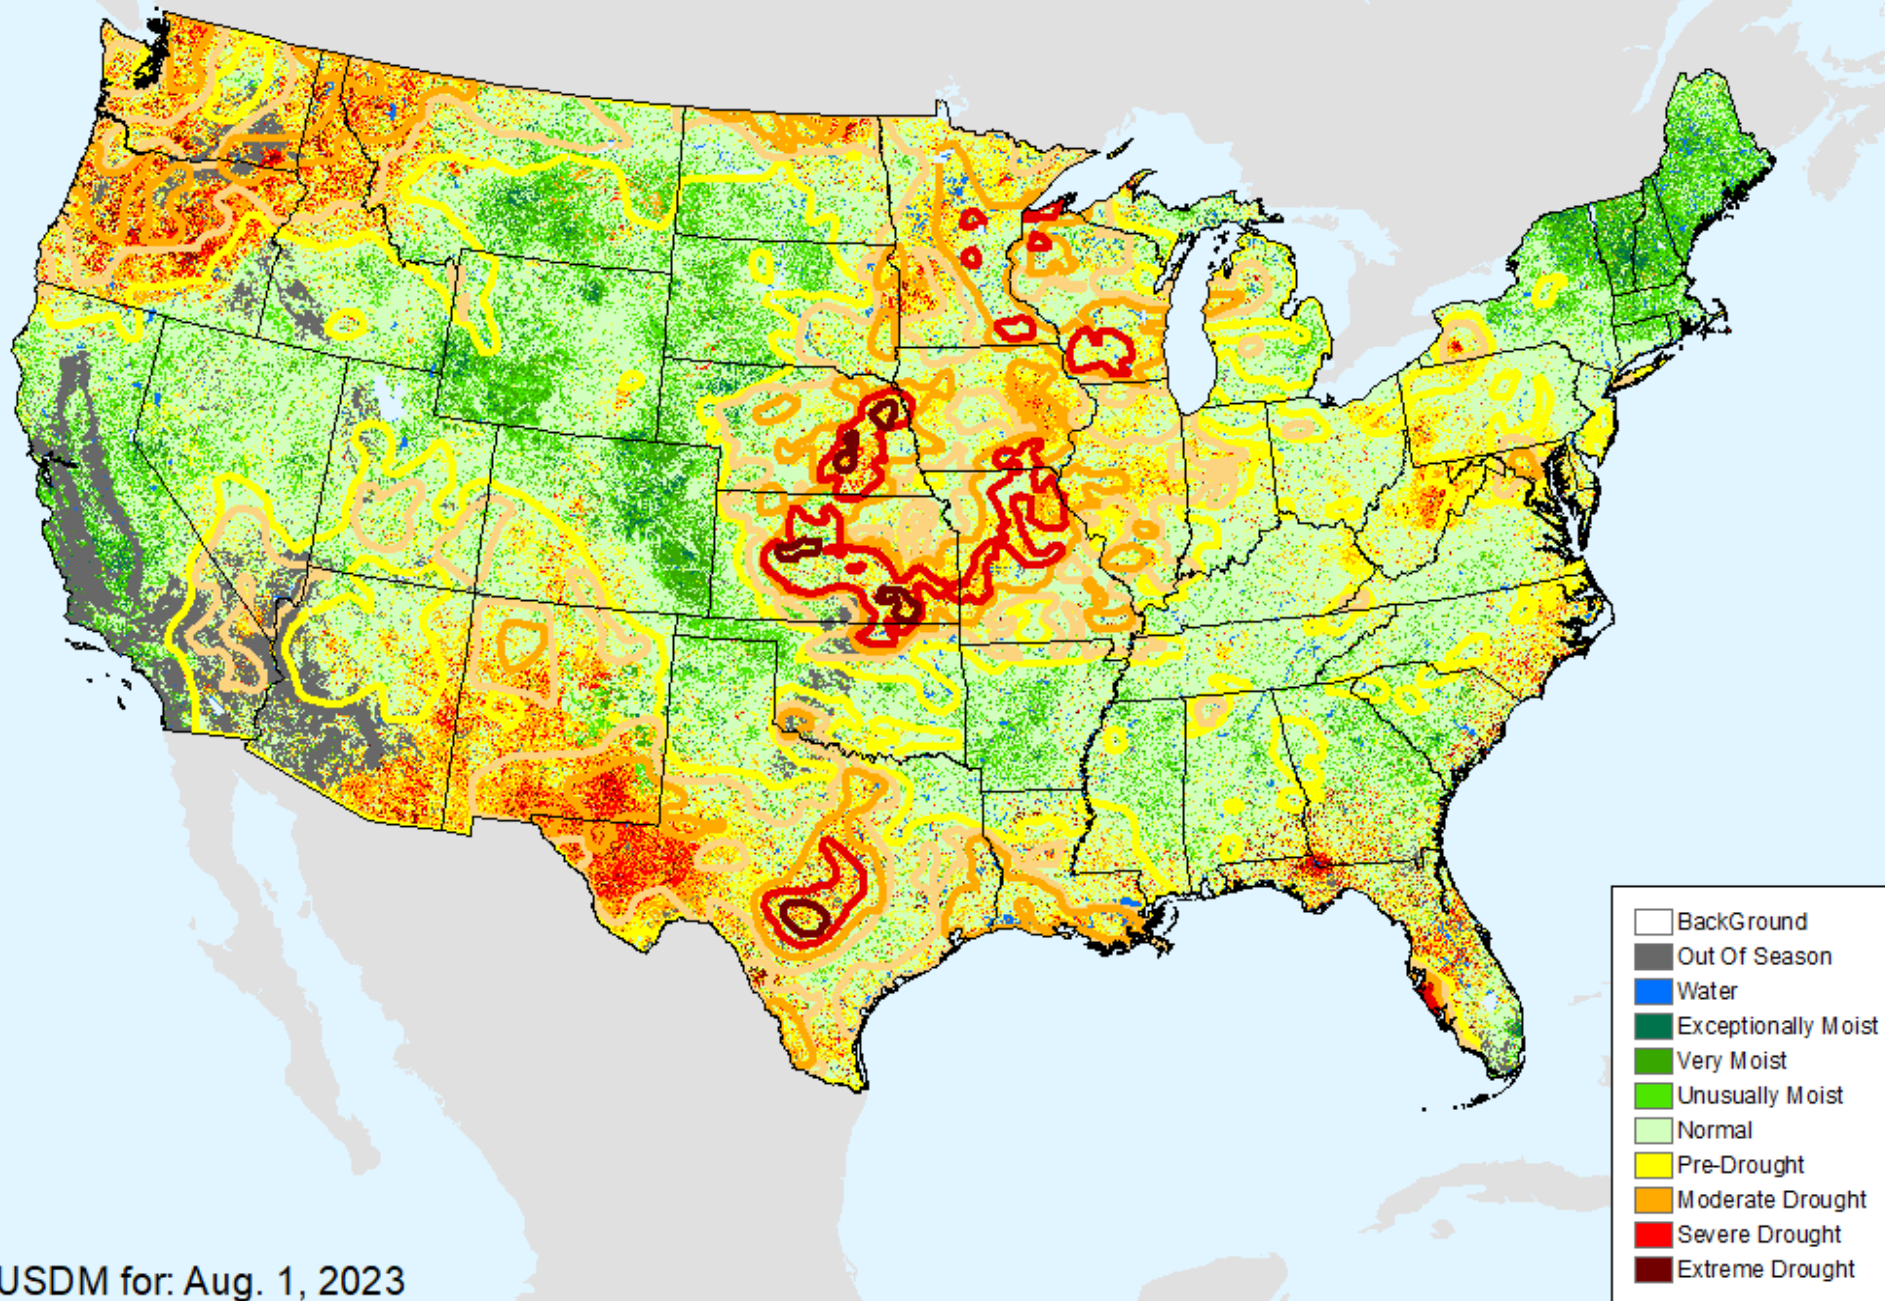 BackGround
Out Of Season
Water
Exceptionally Moist
Very Moist
Unusually Moist
Normal
Pre-Drought
Moderate Drought
Severe Drought
Extreme Drought
USDM for: Aug. 1, 2023